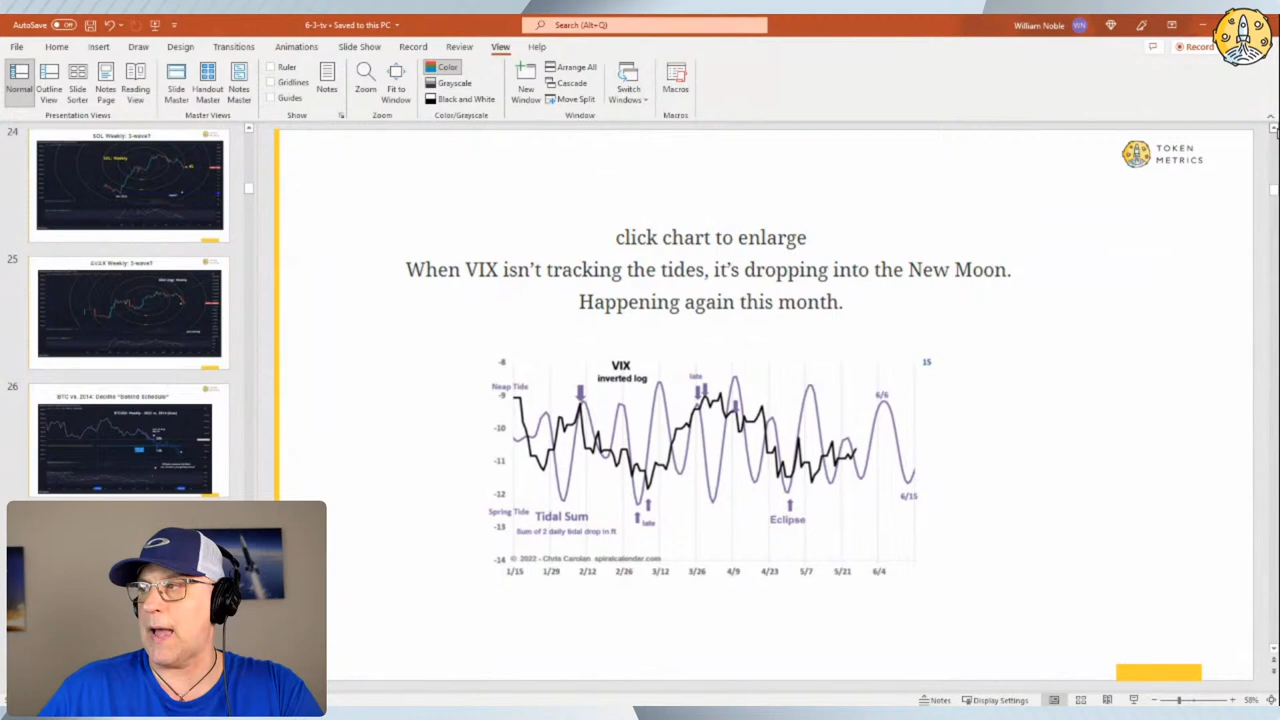 AutoSave Off
6-3-tv • Saved to this PC
Search (Alt+Q)
William Noble WN
File Home Insert Draw Design Transitions Animations Slide Show Record Review View Help
Record
Normal
Outline View
Slide Sorter
Notes Page
Reading View
Presentation Views
Slide Master
Handout Master
Notes Master
Master Views
Ruler
Gridlines
Guides
Show
Notes
Zoom
Fit to Window
Zoom
Color
Grayscale
Black and White
Color/Grayscale
New Window
Arrange All
Cascade
Move Split
Switch Windows
Window
Macros
Macros
24
SOL Weekly: 3-wave?
SOL: Weekly
25
Weekly: 3-wave?
26
BTC vs. 2014: Decline "Behind Schedule"
TOKEN
METRICS
click chart to enlarge
When VIX isn't tracking the tides, it's dropping into the New Moon.
Happening again this month.
-8
VIX
inverted log
15
late
Neap Tide
-9
6/6
-10
-11
-12
6/15
Spring Tide
Tidal Sum
late
Eclipse
-13
Sum of 2 daily tidal drop in ft
-14
© 2022 - Chris Carolan spiralcalendar.com
1/15 1/29 2/12 2/26 3/12 3/26 4/9 4/23 5/7 5/21 6/4
Notes
Display Settings
58%